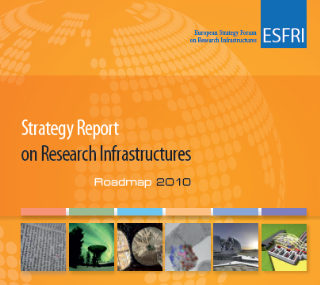 European Strategy Forum
on Research Infrastructures
ESFRI
Strategy Report
on Research Infrastructures
Roadmap 2010